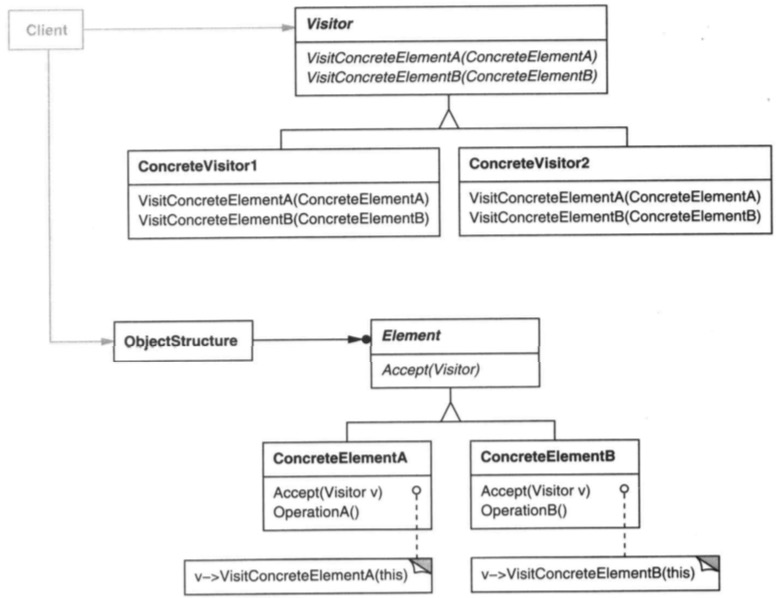 Client
Visitor
VisitConcreteElementA(ConcreteElementA)
VisitConcreteElementB(ConcreteElementB)
ConcreteVisitor1
VisitConcreteElementA(ConcreteElementA)
VisitConcreteElementB(ConcreteElementB)
ConcreteVisitor2
VisitConcreteElementA(ConcreteElementA)
VisitConcreteElementB(ConcreteElementB)
ObjectStructure
Element
Accept(Visitor)
ConcreteElementA
Accept(Visitor v)
OperationA()
ConcreteElementB
Accept(Visitor v)
OperationB()
v–>VisitConcreteElementA(this)
v–>VisitConcreteElementB(this)